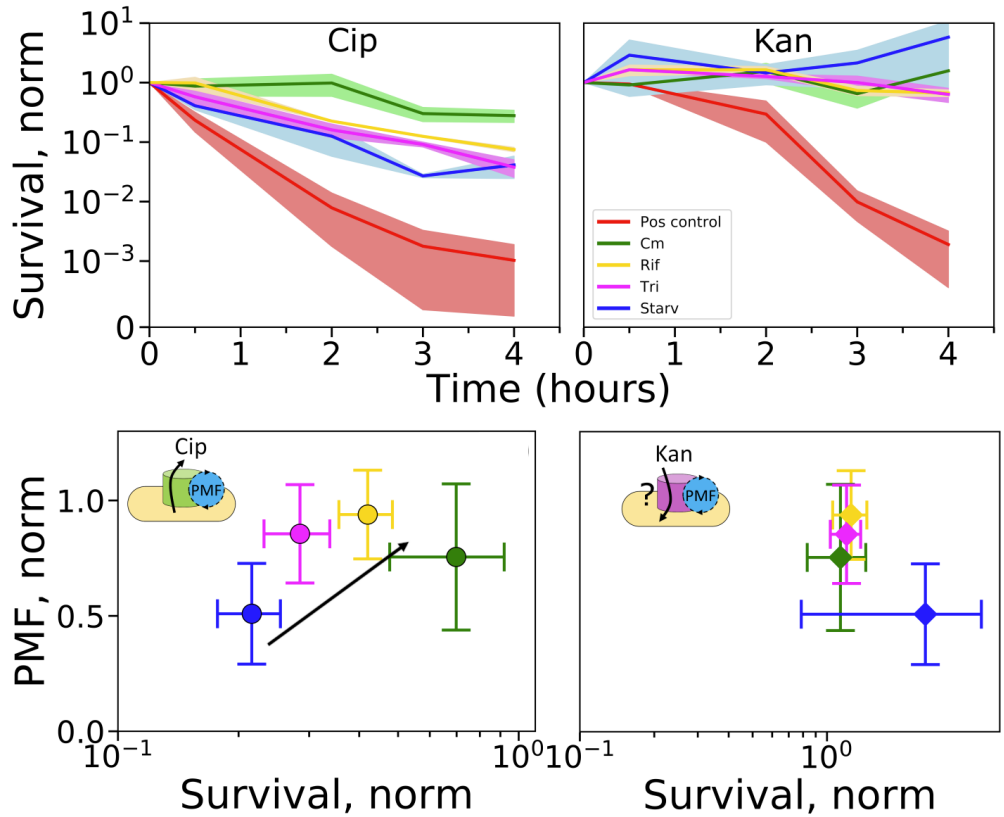 Cip
Kan
Survival, norm
10^1
10^0
10^-1
10^-2
10^-3
0
Pos control
Cm
Rif
Tri
Starv
0 1 2 3 4
0 1 2 3 4
Time (hours)
PMF, norm
1.0
0.5
0.0
Cip
PMF
Kan
?
PMF
10^-1 10^0
10^-1 10^0
Survival, norm
Survival, norm